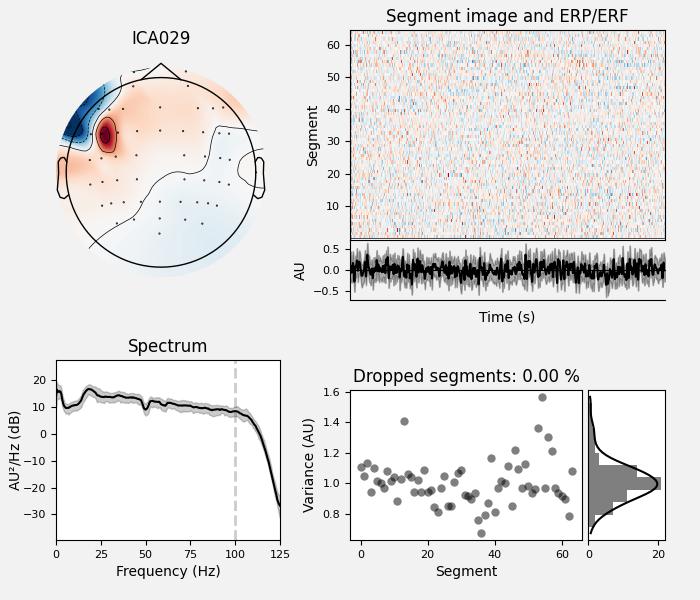 ICA029
Segment image and ERP/ERF
Segment
60
50
40
30
20
10
AU
0.5
0.0
−0.5
Time (s)
Spectrum
AU²/Hz (dB)
20
10
0
−10
−20
−30
0 25 50 75 100 125
Frequency (Hz)
Dropped segments: 0.00 %
Variance (AU)
1.6
1.4
1.2
1.0
0.8
0 20 40 60
Segment
0 20